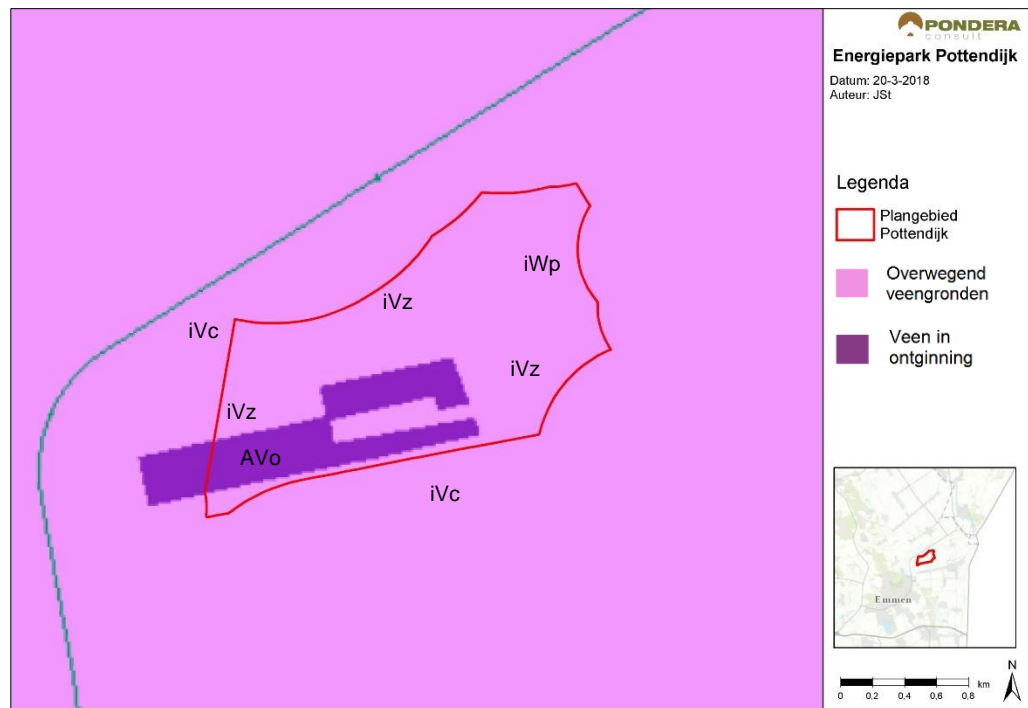 iWp
iVz
iVc
iVz
iVz
AVo
iVc
PONDERA
consult
Energiepark Pottendijk
Datum: 20-3-2018
Auteur: JSt
Legenda
Plangebied
Pottendijk
Overwegend
veengronden
Veen in
ontginning
Emmen
N
km
0 0,2 0,4 0,6 0,8